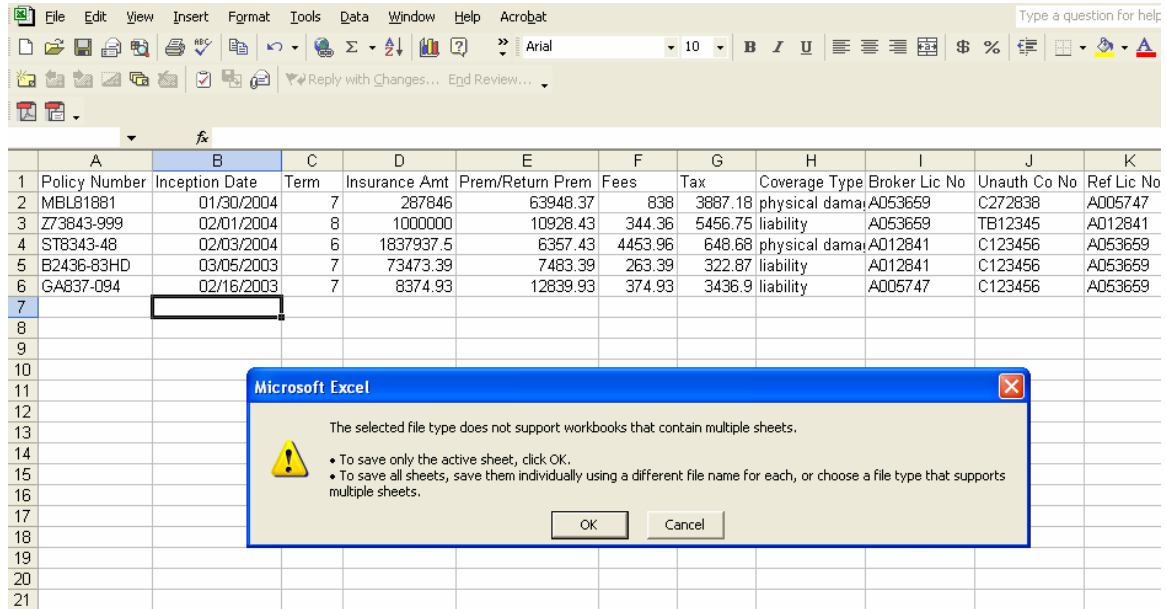 File Edit View Insert Format Tools Data Window Help Acrobat Type a question for help
Arial 10 B I U $ % A
Reply with Changes... End Review...
fx
A B C D E F G H I J K
1 Policy Number Inception Date Term Insurance Amt Prem/Return Prem Fees Tax Coverage Type Broker Lic No Unauth Co No Ref Lic No
2 MBL81881 01/30/2004 7 287846 63948.37 838 3887.18 physical dama A053659 C272838 A005747
3 Z73843-999 02/01/2004 8 1000000 10928.43 344.36 5456.75 liability A053659 TB12345 A012841
4 ST8343-48 02/03/2004 6 1837937.5 6357.43 4453.96 648.68 physical dama A012841 C123456 A053659
5 B2436-83HD 03/05/2003 7 73473.39 7483.39 263.39 322.87 liability A012841 C123456 A053659
6 GA837-094 02/16/2003 7 8374.93 12839.93 374.93 3436.9 liability A005747 C123456 A053659
7
8
9
10
11
12
13
14
15
16
17
18
19
20
21
Microsoft Excel
The selected file type does not support workbooks that contain multiple sheets.
• To save only the active sheet, click OK.
• To save all sheets, save them individually using a different file name for each, or choose a file type that supports
multiple sheets.
OK Cancel